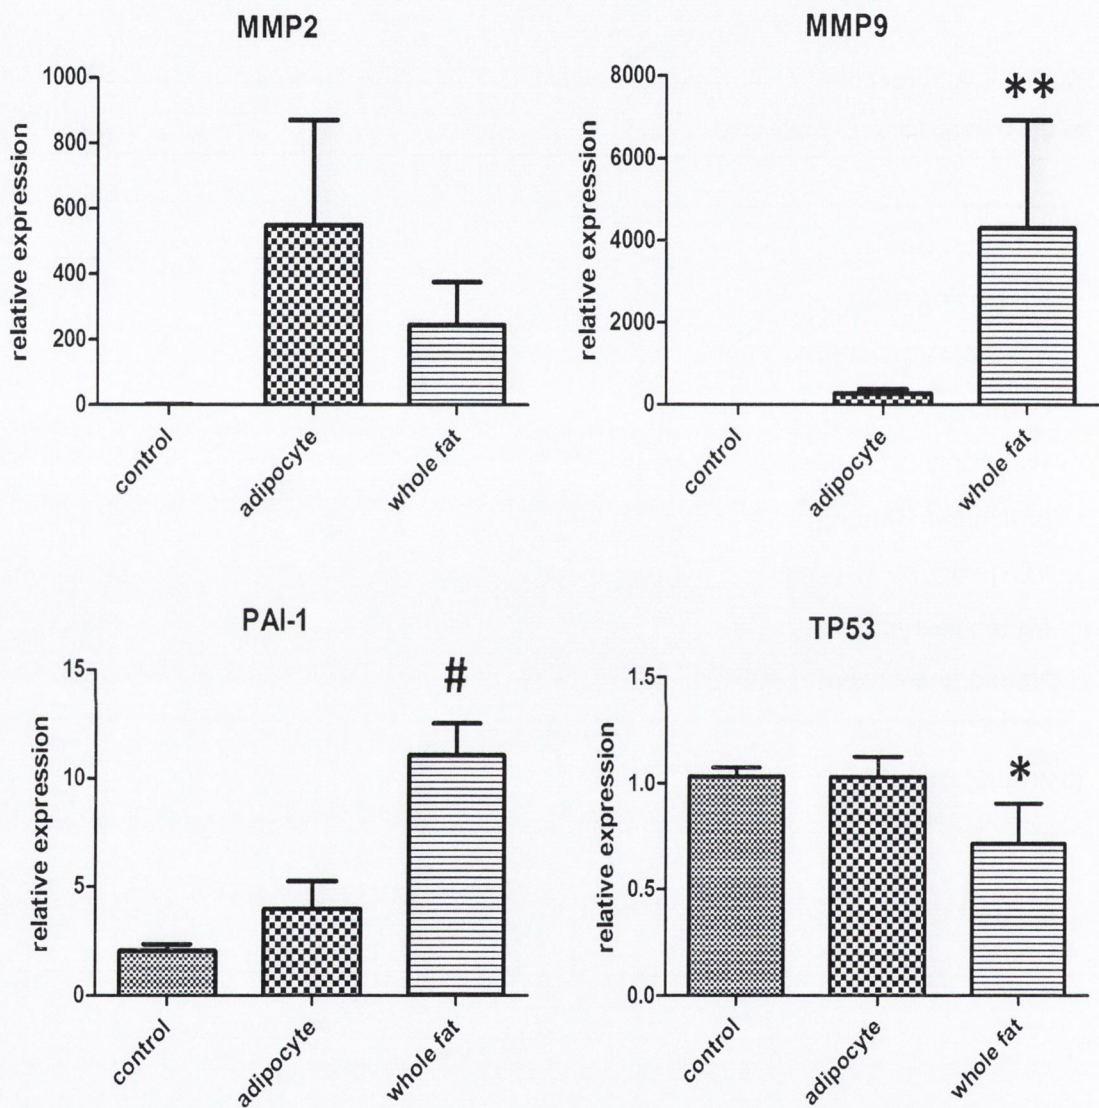 MMP2
relative expression
1000
800
600
400
200
0
control
adipocyte
whole fat
MMP9
relative expression
8000
6000
4000
2000
0
**
control
adipocyte
whole fat
PAI-1
relative expression
15
10
5
0
#
control
adipocyte
whole fat
TP53
relative expression
1.5
1.0
0.5
0.0
*
control
adipocyte
whole fat